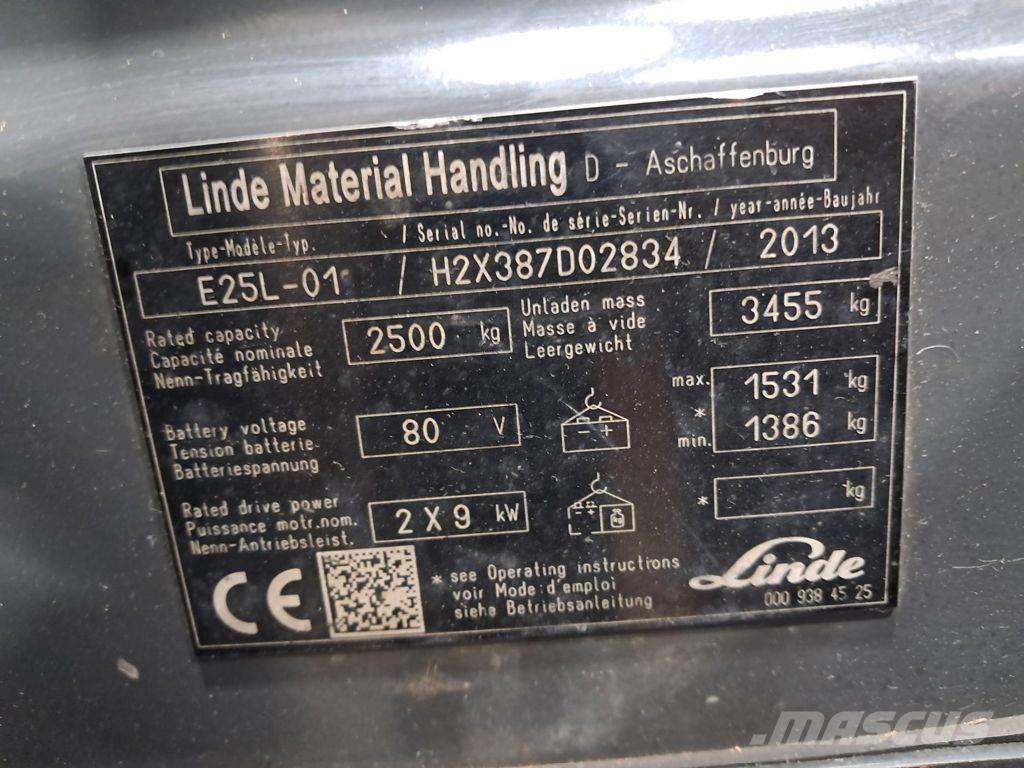 Linde Material Handling D - Aschaffenburg
Type-Modèle-Typ. / Serial no.-No. de série-Serien-Nr. / year-année-Baujahr
E25L-01 / H2X387D02834 / 2013
Rated capacity
Capacité nominale
Nenn-Tragfähigkeit
2500 kg
Unladen mass
Masse à vide
Leergewicht
3455 kg
Battery voltage
Tension batterie
Batteriespannung
80 V
- +
max. 1531 kg
*
min. 1386 kg
Rated drive power
Puissance motr.nom.
Nenn-Antriebsleist.
2 X 9 kW
kg
* kg
CE
* see Operating instructions
voir Mode d'emploi
siehe Betriebsanleitung
Linde
000 938 45 25
MASCUS